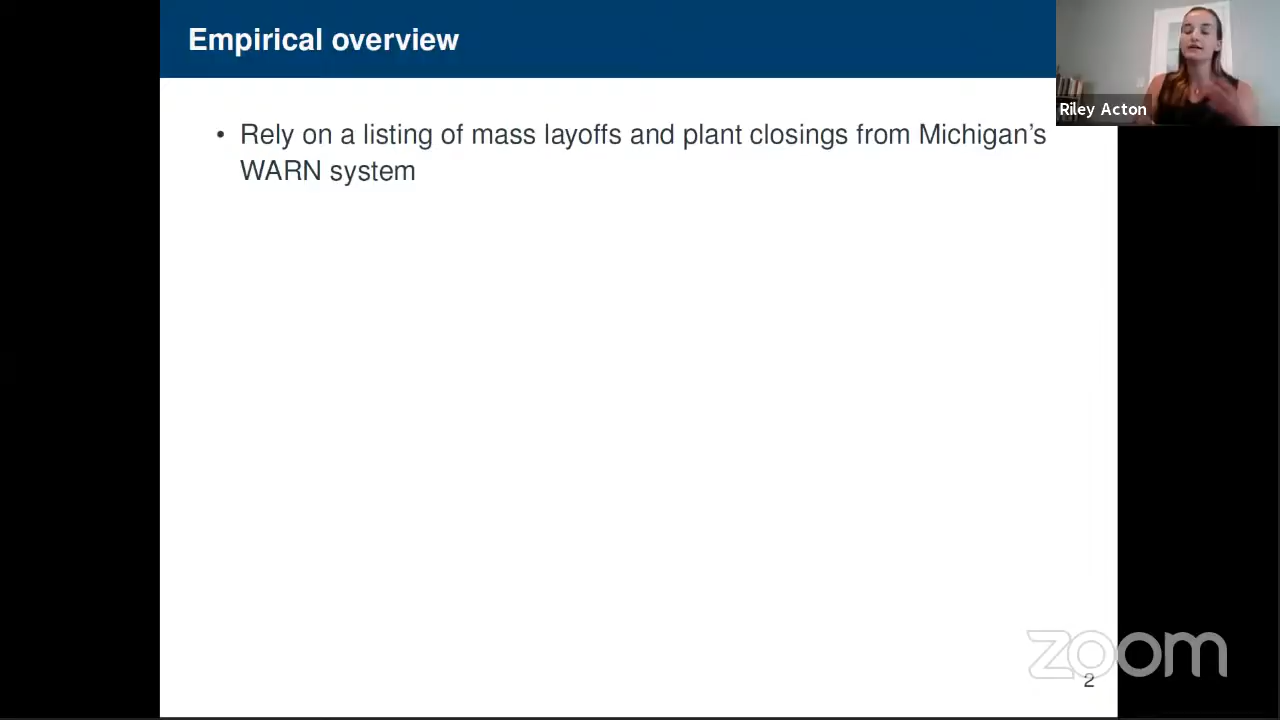 Empirical overview
Riley Acton
• Rely on a listing of mass layoffs and plant closings from Michigan's
WARN system
zoom
2